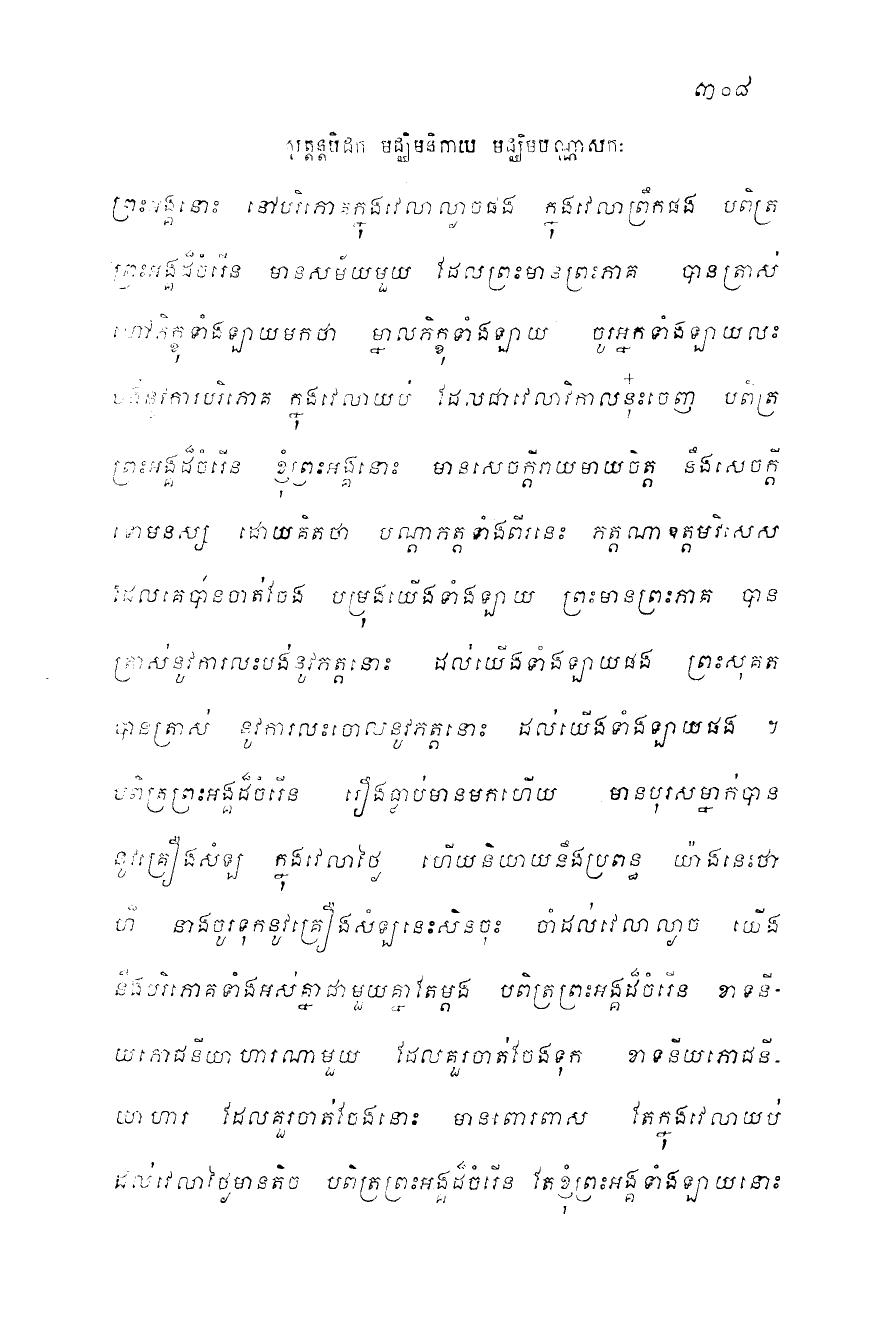 ៣០៨
សុត្តន្តបិដក មជ្ឈិមនិកាយ មជ្ឈិមបណ្ណាសកៈ
ព្រះអង្គនោះ នៅបរិភោគក្នុងវេលាល្ងាចផង ក្នុងវេលាព្រឹកផង បពិត្រ
ព្រះអង្គដ៏ចំរើន មានសម័យមួយ ដែលព្រះមានព្រះភាគ បានត្រាស់
ហៅភិក្ខុទាំងឡាយមកថា ម្នាលភិក្ខុទាំងឡាយ ចូរអ្នកទាំងឡាយលះ
បង់នូវការបរិភោគ ក្នុងវេលាយប់ ដែលជាវេលាវិកាលនុ៎ះចេញ បពិត្រ
ព្រះអង្គដ៏ចំរើន ខ្ញុំព្រះអង្គនោះ មានសេចក្តីរាយមាយចិត្ត នឹងសេចក្តី
ទោមនស្ស ដោយគិតថា បណ្តាភត្តទាំងពីរនេះ ភត្តណាឧត្តមវិសេស
ដែលគេបានចាត់ចែង បម្រុងយើងទាំងឡាយ ព្រះមានព្រះភាគ បាន
ត្រាស់នូវការលះបង់នូវភត្តនោះ ដល់យើងទាំងឡាយផង ព្រះសុគត
បានត្រាស់ នូវការលះចោលនូវភត្តនោះ ដល់យើងទាំងឡាយផង ។
បពិត្រព្រះអង្គដ៏ចំរើន រឿងធ្លាប់មានមកហើយ មានបុរសម្នាក់បាន
នូវគ្រឿងសំឡ ក្នុងវេលាថ្ងៃ ហើយនិយាយនឹងប្រពន្ធ យ៉ាងនេះថា
ហ៏ នាងចូរទុកនូវគ្រឿងសំឡនេះសិនចុះ ចាំដល់វេលាល្ងាច យើង
នឹងបរិភោគទាំងអស់គ្នាជាមួយគ្នាតែម្តង បពិត្រព្រះអង្គដ៏ចំរើន ខាទនី-
យភោជនីយាហារណាមួយ ដែលគួរចាត់ចែងទុក ខាទនីយភោជនី-
យាហារ ដែលគួរចាត់ចែងនោះ មានពោរពាស តែក្នុងវេលាយប់
ដល់វេលាថ្ងៃមានតិច បពិត្រព្រះអង្គដ៏ចំរើន តែខ្ញុំព្រះអង្គទាំងឡាយនោះ